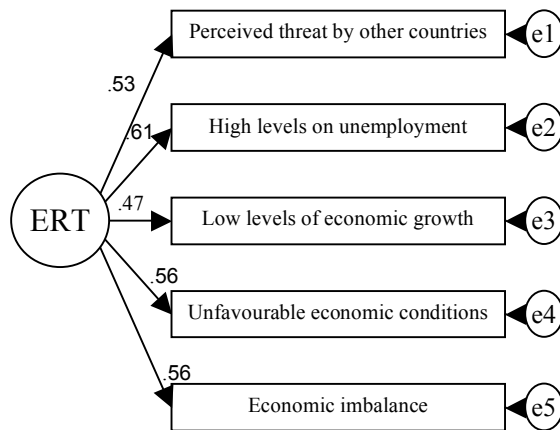 Perceived threat by other countries
e1
.53
High levels on unemployment
e2
.61
ERT
.47
Low levels of economic growth
e3
.56
Unfavourable economic conditions
e4
.56
Economic imbalance
e5